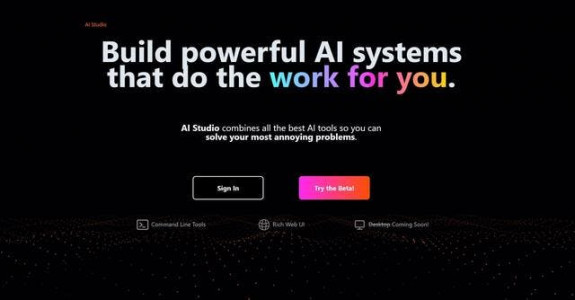 AI Studio
Build powerful AI systems
that do the work for you.
AI Studio combines all the best AI tools so you can
solve your most annoying problems.
Sign In
Try the Beta!
Command Line Tools
Rich Web UI
Desktop Coming Soon!